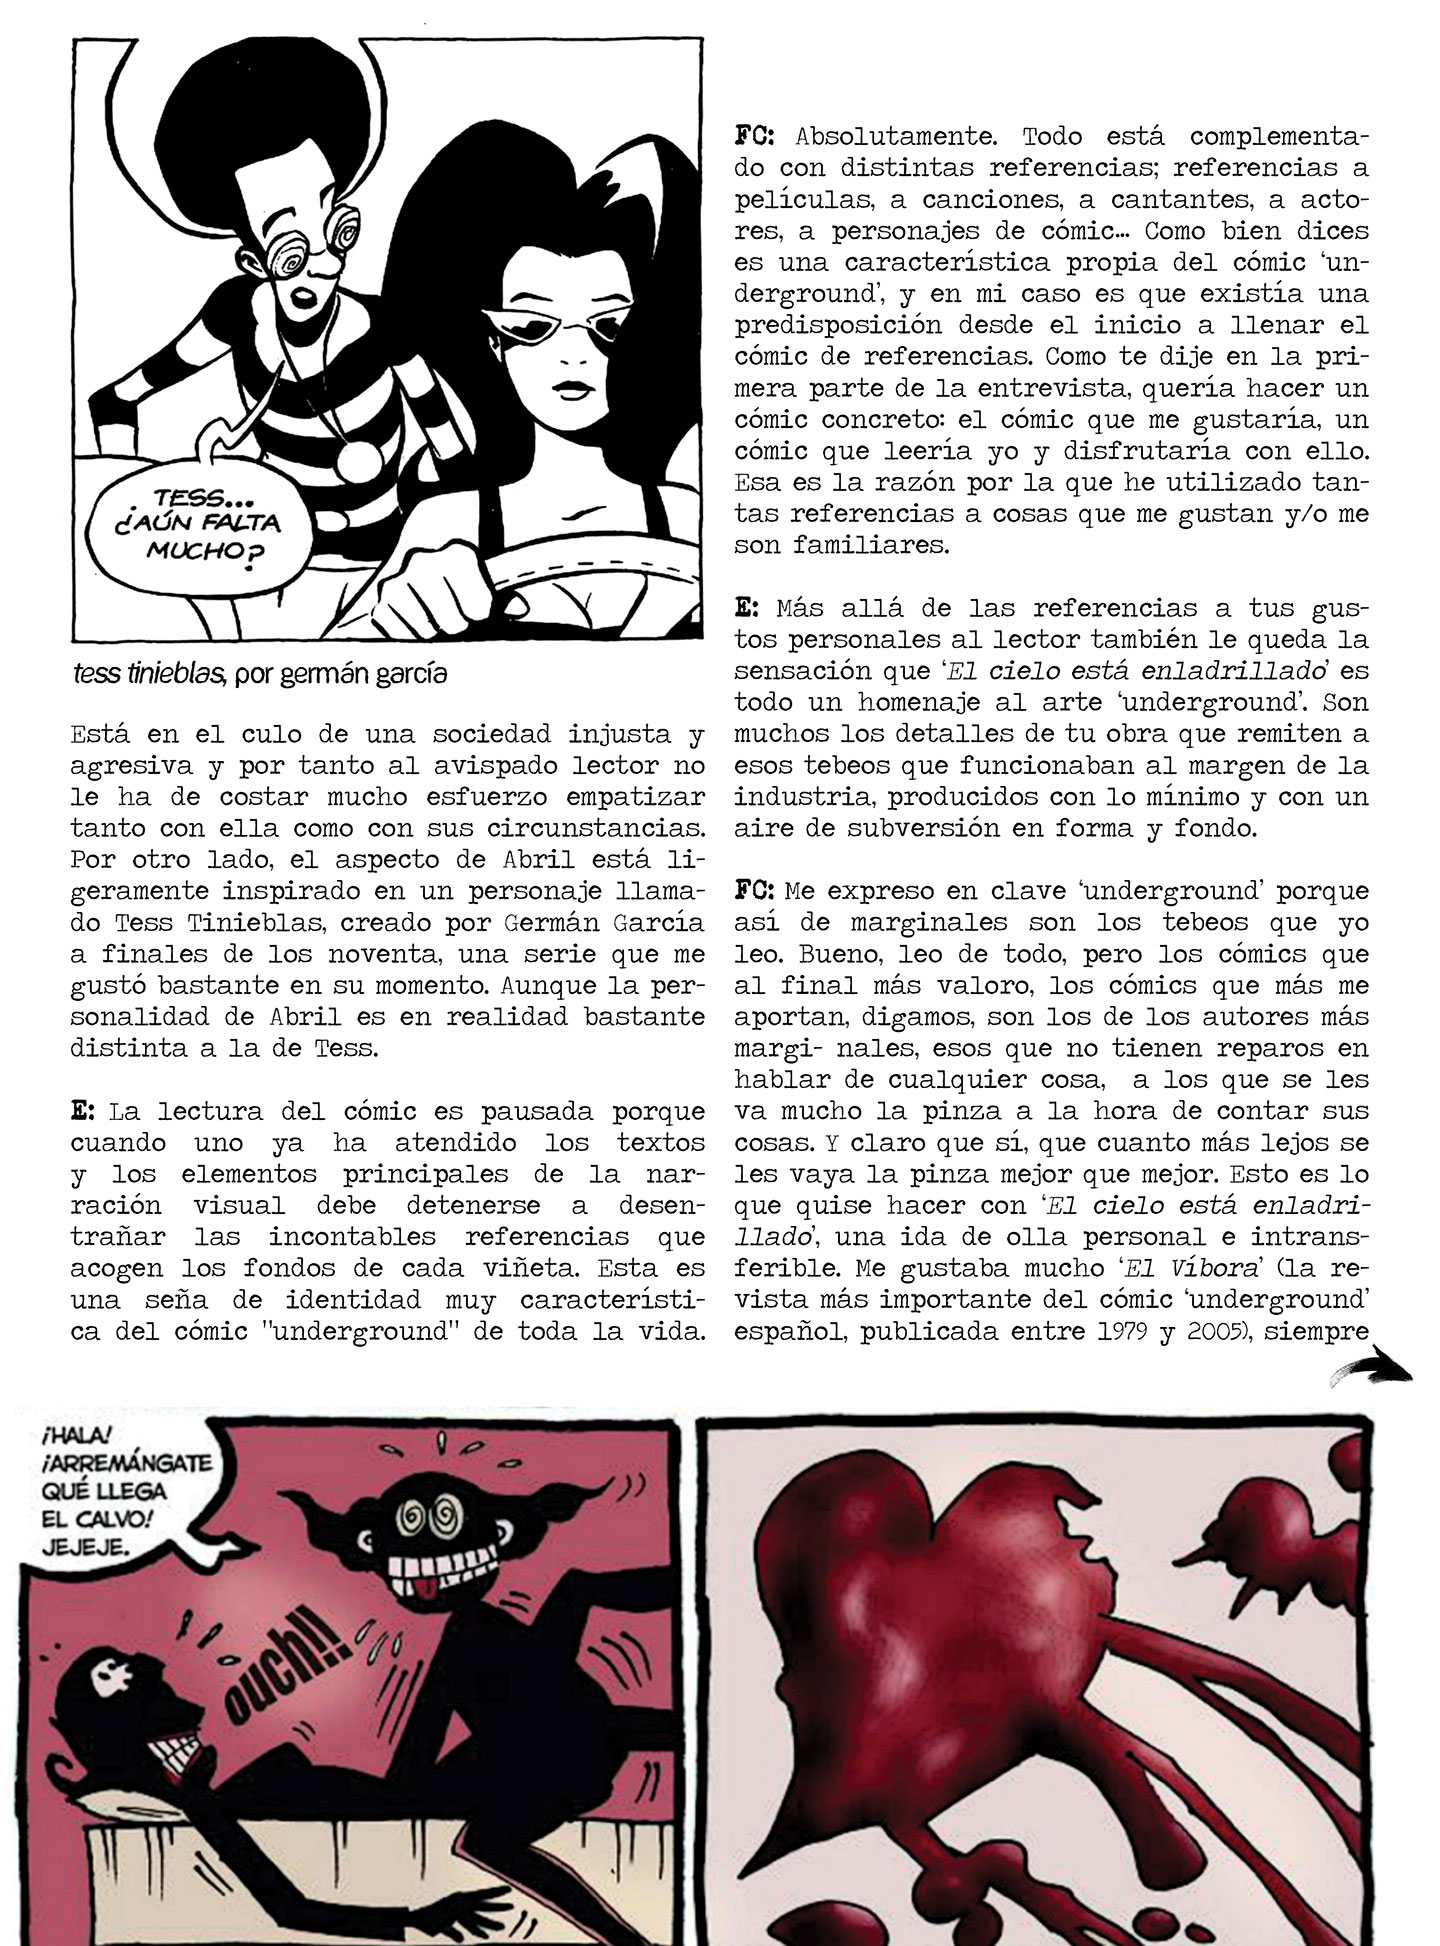 TESS...
¿AÚN FALTA
MUCHO?
tess tinieblas, por germán garcía
Está en el culo de una sociedad injusta y
agresiva y por tanto al avispado lector no
le ha de costar mucho esfuerzo empatizar
tanto con ella como con sus circunstancias.
Por otro lado, el aspecto de Abril está li-
geramente inspirado en un personaje llama-
do Tess Tinieblas, creado por Germán García
a finales de los noventa, una serie que me
gustó bastante en su momento. Aunque la per-
sonalidad de Abril es en realidad bastante
distinta a la de Tess.
E: La lectura del cómic es pausada porque
cuando uno ya ha atendido los textos
y los elementos principales de la nar-
ración visual debe detenerse a desen-
trañar las incontables referencias que
acogen los fondos de cada viñeta. Esta es
una seña de identidad muy característi-
ca del cómic "underground" de toda la vida.
FC: Absolutamente. Todo está complementa-
do con distintas referencias; referencias a
películas, a canciones, a cantantes, a acto-
res, a personajes de cómic… Como bien dices
es una característica propia del cómic ‘un-
derground’, y en mi caso es que existía una
predisposición desde el inicio a llenar el
cómic de referencias. Como te dije en la pri-
mera parte de la entrevista, quería hacer un
cómic concreto: el cómic que me gustaría, un
cómic que leería yo y disfrutaría con ello.
Esa es la razón por la que he utilizado tan-
tas referencias a cosas que me gustan y/o me
son familiares.
E: Más allá de las referencias a tus gus-
tos personales al lector también le queda la
sensación que ‘El cielo está enladrillado’ es
todo un homenaje al arte ‘underground’. Son
muchos los detalles de tu obra que remiten a
esos tebeos que funcionaban al margen de la
industria, producidos con lo mínimo y con un
aire de subversión en forma y fondo.
FC: Me expreso en clave ‘underground’ porque
así de marginales son los tebeos que yo
leo. Bueno, leo de todo, pero los cómics que
al final más valoro, los cómics que más me
aportan, digamos, son los de los autores más
margi- nales, esos que no tienen reparos en
hablar de cualquier cosa, a los que se les
va mucho la pinza a la hora de contar sus
cosas. Y claro que sí, que cuanto más lejos se
les vaya la pinza mejor que mejor. Esto es lo
que quise hacer con ‘El cielo está enladri-
llado’, una ida de olla personal e intrans-
ferible. Me gustaba mucho ‘El Víbora’ (la re-
vista más importante del cómic ‘underground’
español, publicada entre 1979 y 2005), siempre
¡HALA!
¡ARREMÁNGATE
QUÉ LLEGA
EL CALVO!
JEJEJE.
OUCH!!